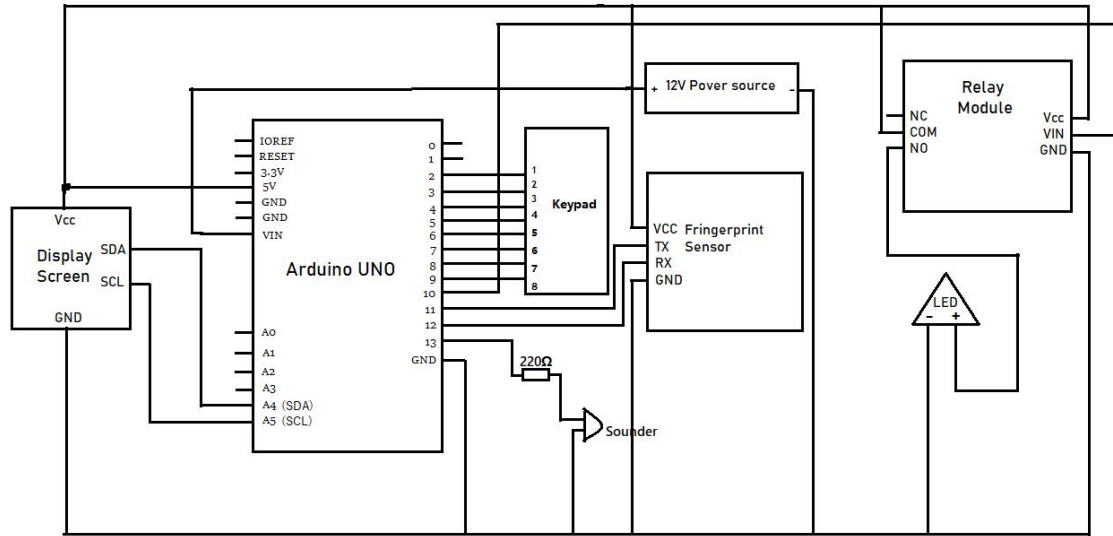 + 12V Pover source -
Relay
Module
NC
COM
NO
Vcc
VIN
GND
IOREF
RESET
3.3V
5V
GND
GND
VIN
Arduino UNO
A0
A1
A2
A3
A4 (SDA)
A5 (SCL)
0
1
2
3
4
5
6
7
8
9
10
11
12
13
GND
1
2
3
4
5
6
7
8
Keypad
VCC
TX
RX
GND
Fringerprint
Sensor
Vcc
Display
Screen
SDA
SCL
GND
LED
- +
220Ω
Sounder